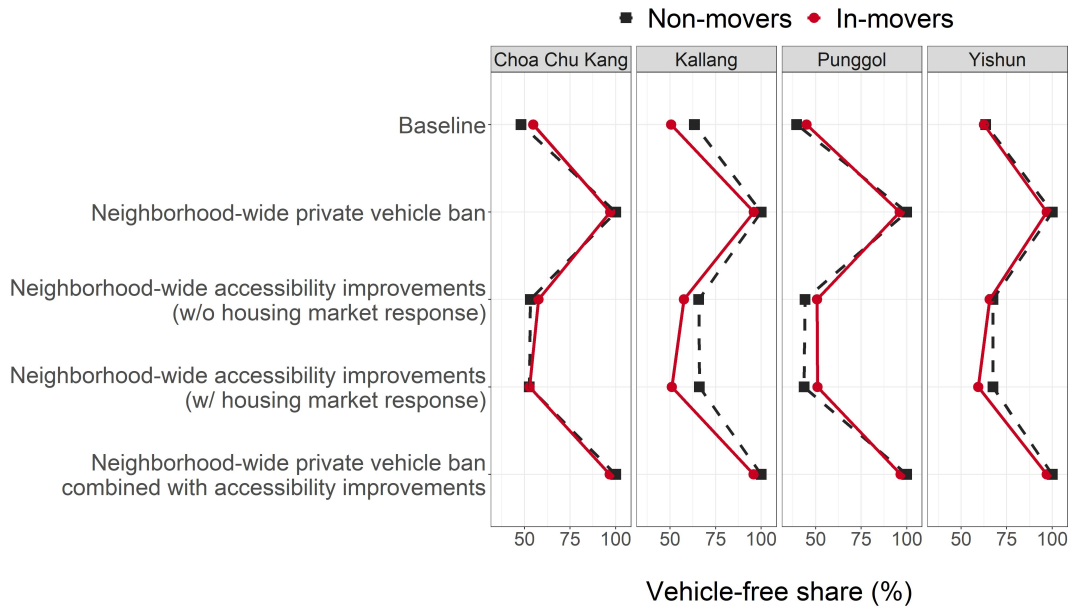 Non-movers In-movers
Choa Chu Kang Kallang Punggol Yishun
Baseline
Neighborhood-wide private vehicle ban
Neighborhood-wide accessibility improvements
(w/o housing market response)
Neighborhood-wide accessibility improvements
(w/ housing market response)
Neighborhood-wide private vehicle ban
combined with accessibility improvements
50 75 100 50 75 100 50 75 100 50 75 100
Vehicle-free share (%)